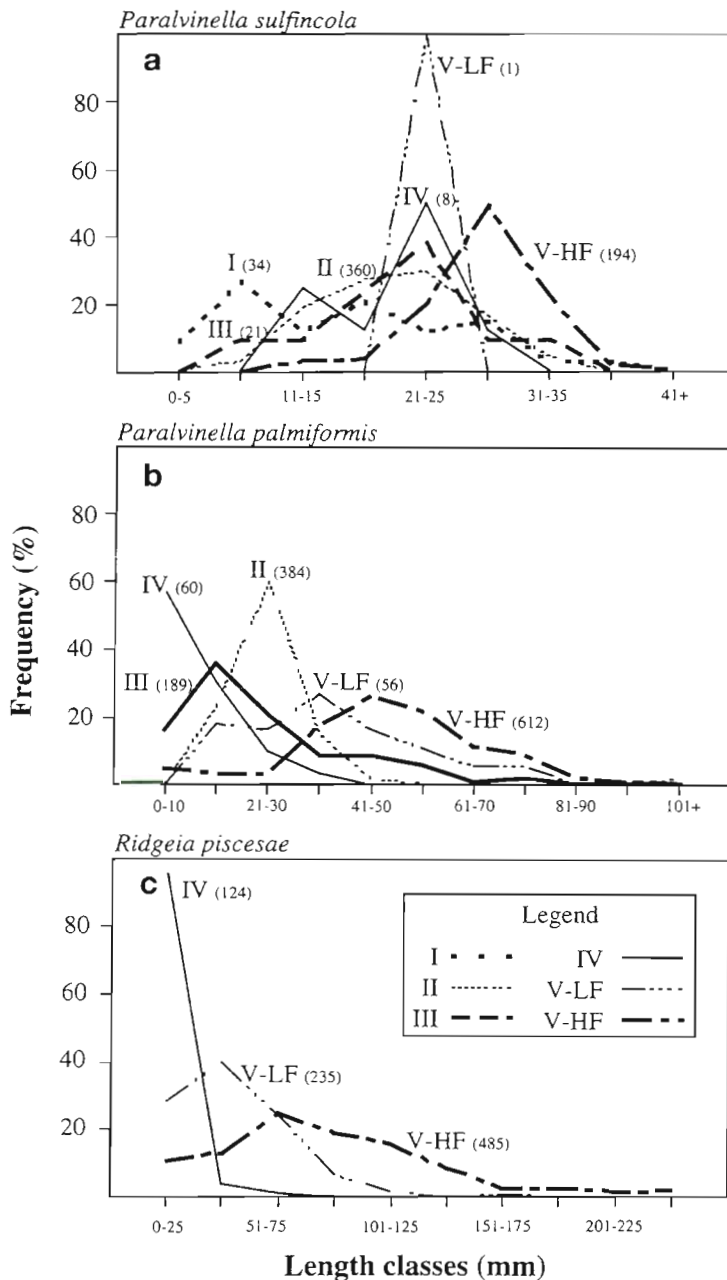 Paralvinella sulfincola
a
V-LF (1)
80
60
IV (8)
40
V-HF (194)
I (34)
II (360)
20
III (21)
0-5 11-15 21-25 31-35 41+
Paralvinella palmiformis
b
80
II (384)
60
IV (60)
40
III (189)
V-LF (56)
20
V-HF (612)
0-10 21-30 41-50 61-70 81-90 101+
Frequency (%)
Ridgeia piscesae
c
IV (124)
Legend
80
I IV
II V-LF
III V-HF
60
40
V-LF (235)
20
V-HF (485)
0-25 51-75 101-125 151-175 201-225
Length classes (mm)